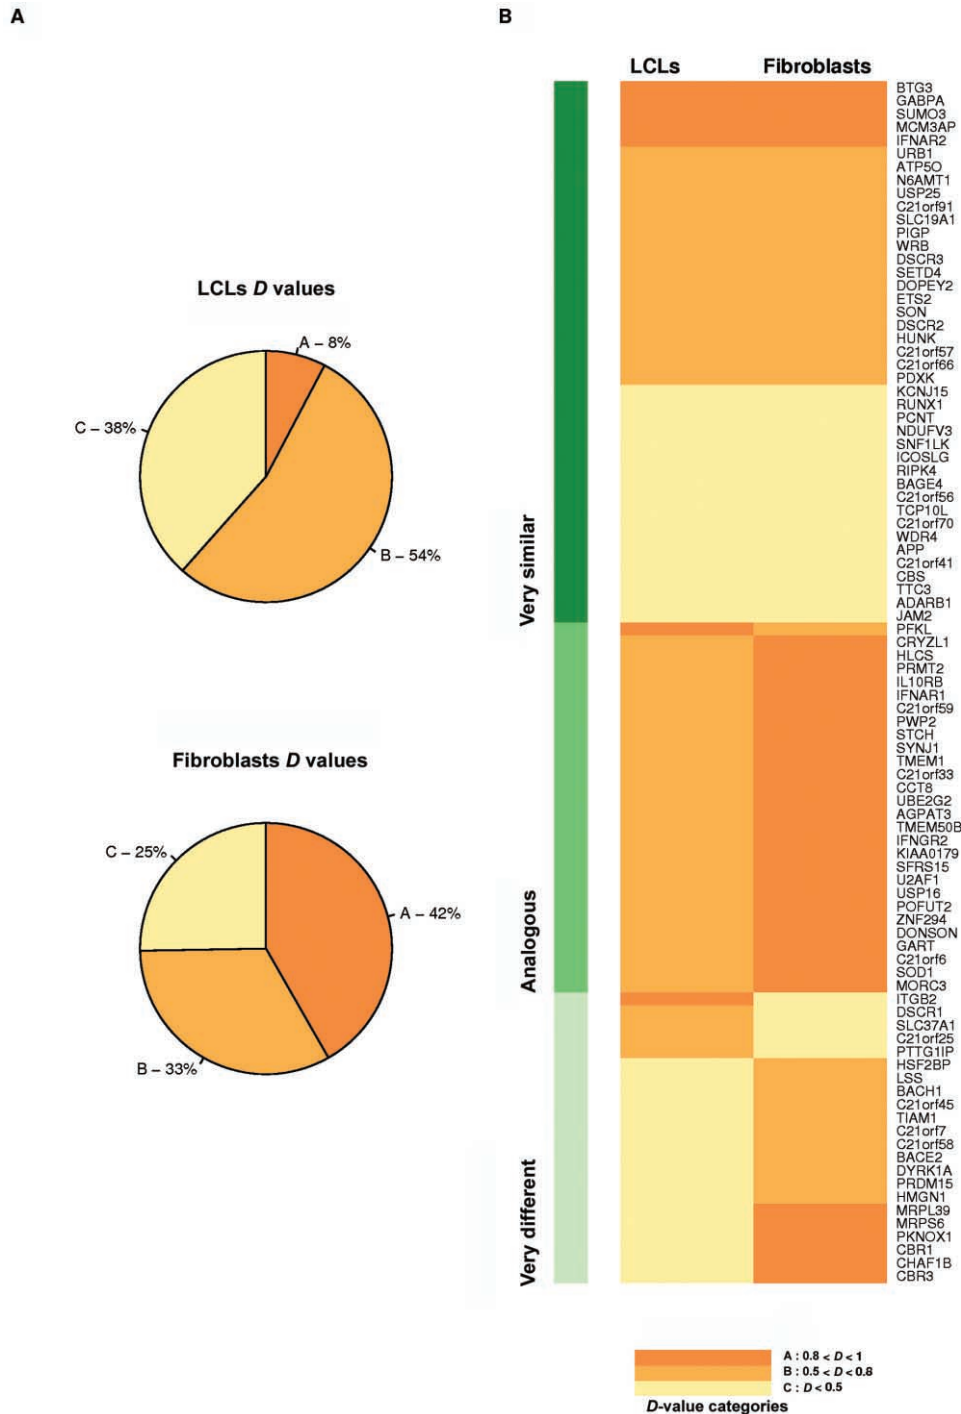 A
B
LCLs D values
A – 8%
C – 38%
B – 54%
Fibroblasts D values
C – 25%
A – 42%
B – 33%
LCLs Fibroblasts
Very similar
Analogous
Very different
BTG3
GABPA
SUMO3
MCM3AP
IFNAR2
URB1
ATP5O
N6AMT1
USP25
C21orf91
SLC19A1
PIGP
WRB
DSCR3
SETD4
DOPEY2
ETS2
SON
DSCR2
HUNK
C21orf57
C21orf66
PDXK
KCNJ15
RUNX1
PCNT
NDUFV3
SNF1LK
ICOSLG
RIPK4
BAGE4
C21orf56
TCP10L
C21orf70
WDR4
APP
C21orf41
CBS
TTC3
ADARB1
JAM2
PFKL
CRYZL1
HLCS
PRMT2
IL10RB
IFNAR1
C21orf59
PWP2
STCH
SYNJ1
TMEM1
C21orf33
CCT8
UBE2G2
AGPAT3
TMEM50B
IFNGR2
KIAA0179
SFRS15
U2AF1
USP16
POFUT2
ZNF294
DONSON
GART
C21orf6
SOD1
MORC3
ITGB2
DSCR1
SLC37A1
C21orf25
PTTG1IP
HSF2BP
LSS
BACH1
C21orf45
TIAM1
C21orf7
C21orf58
BACE2
DYRK1A
PRDM15
HMGN1
MRPL39
MRPS6
PKNOX1
CBR1
CHAF1B
CBR3
A : 0.8 < D < 1
B : 0.5 < D < 0.8
C : D < 0.5
D-value categories